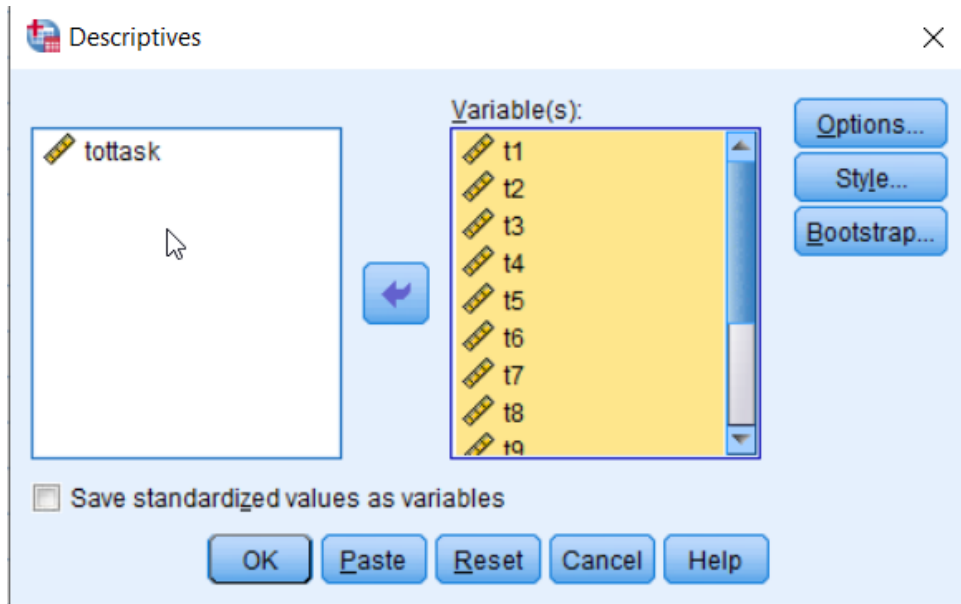 Descriptives
Variable(s):
tottask
t1
t2
t3
t4
t5
t6
t7
t8
t9
Options...
Style...
Bootstrap...
Save standardized values as variables
OK Paste Reset Cancel Help